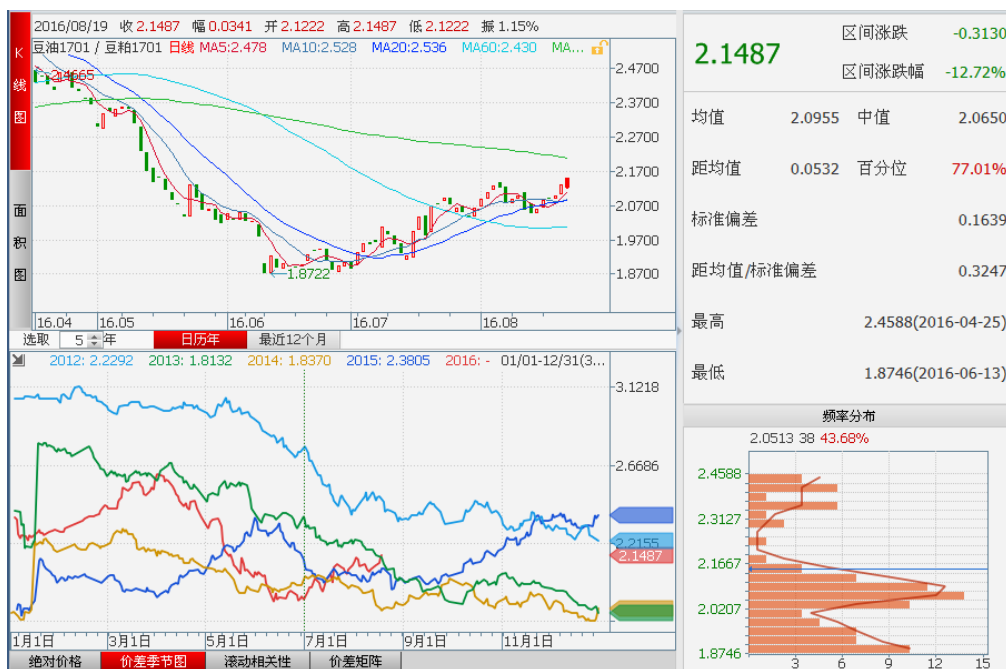 2016/08/19 收 2.1487 幅 0.0341 开 2.1222 高 2.1487 低 2.1222 振 1.15%
豆油1701 / 豆粕1701 日线 MA5:2.478 MA10:2.528 MA20:2.536 MA60:2.430 MA...
K线图
面积图
2.4665
1.8722
2.4700
2.3700
2.2700
2.1700
2.0700
1.9700
1.8700
16.04 16.05 16.06 16.07 16.08
选取 5 年 日历年 最近12个月
2012: 2.2292 2013: 1.8132 2014: 1.8370 2015: 2.3805 2016: - 01/01-12/31(3...
3.1218
2.6686
2.2155
2.1487
1月1日 3月1日 5月1日 7月1日 9月1日 11月1日
绝对价格 价差季节图 滚动相关性 价差矩阵
2.1487
区间涨跌 -0.3130
区间涨跌幅 -12.72%
均值 2.0955 中值 2.0650
距均值 0.0532 百分位 77.01%
标准偏差 0.1639
距均值/标准偏差 0.3247
最高 2.4588(2016-04-25)
最低 1.8746(2016-06-13)
频率分布
2.0513 38 43.68%
2.4588
2.3127
2.1667
2.0207
1.8746
3 6 9 12 15